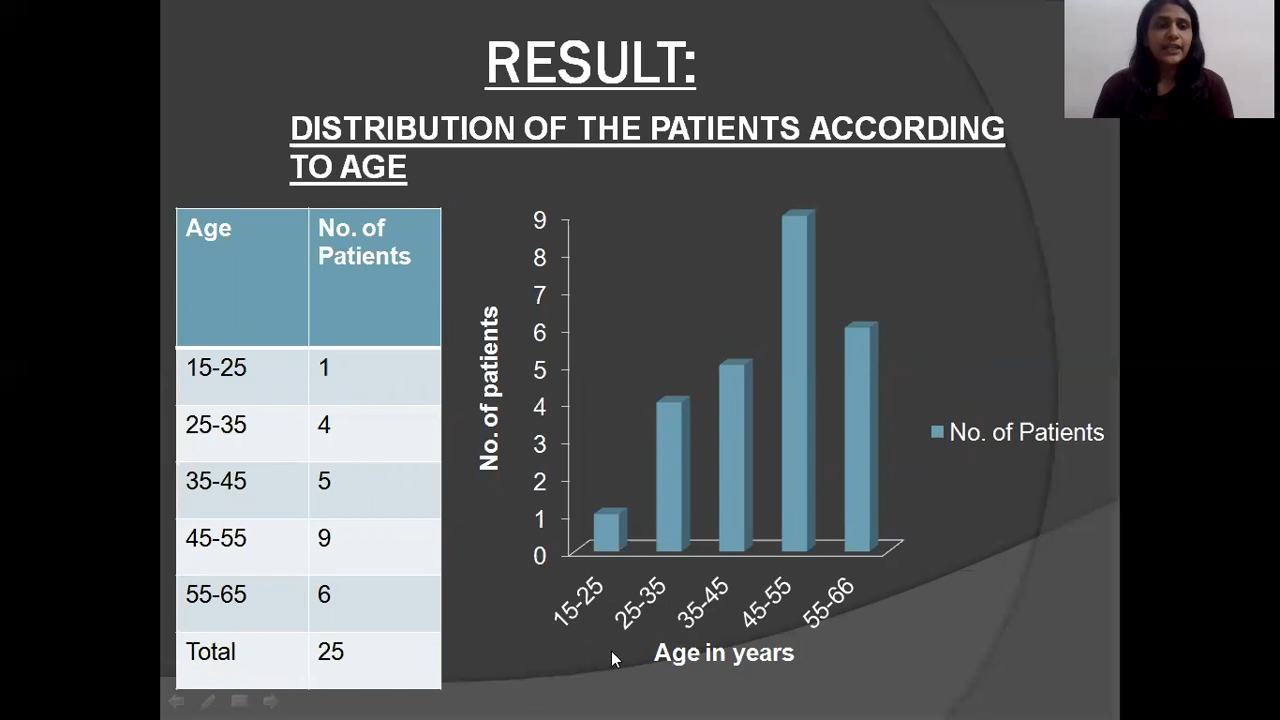 RESULT:
DISTRIBUTION OF THE PATIENTS ACCORDING
TO AGE
Age No. of
Patients
15-25 1
25-35 4
35-45 5
45-55 9
55-65 6
Total 25
No. of patients
9
8
7
6
5
4
3
2
1
0
15-25 25-35 35-45 45-55 55-66
Age in years
No. of Patients